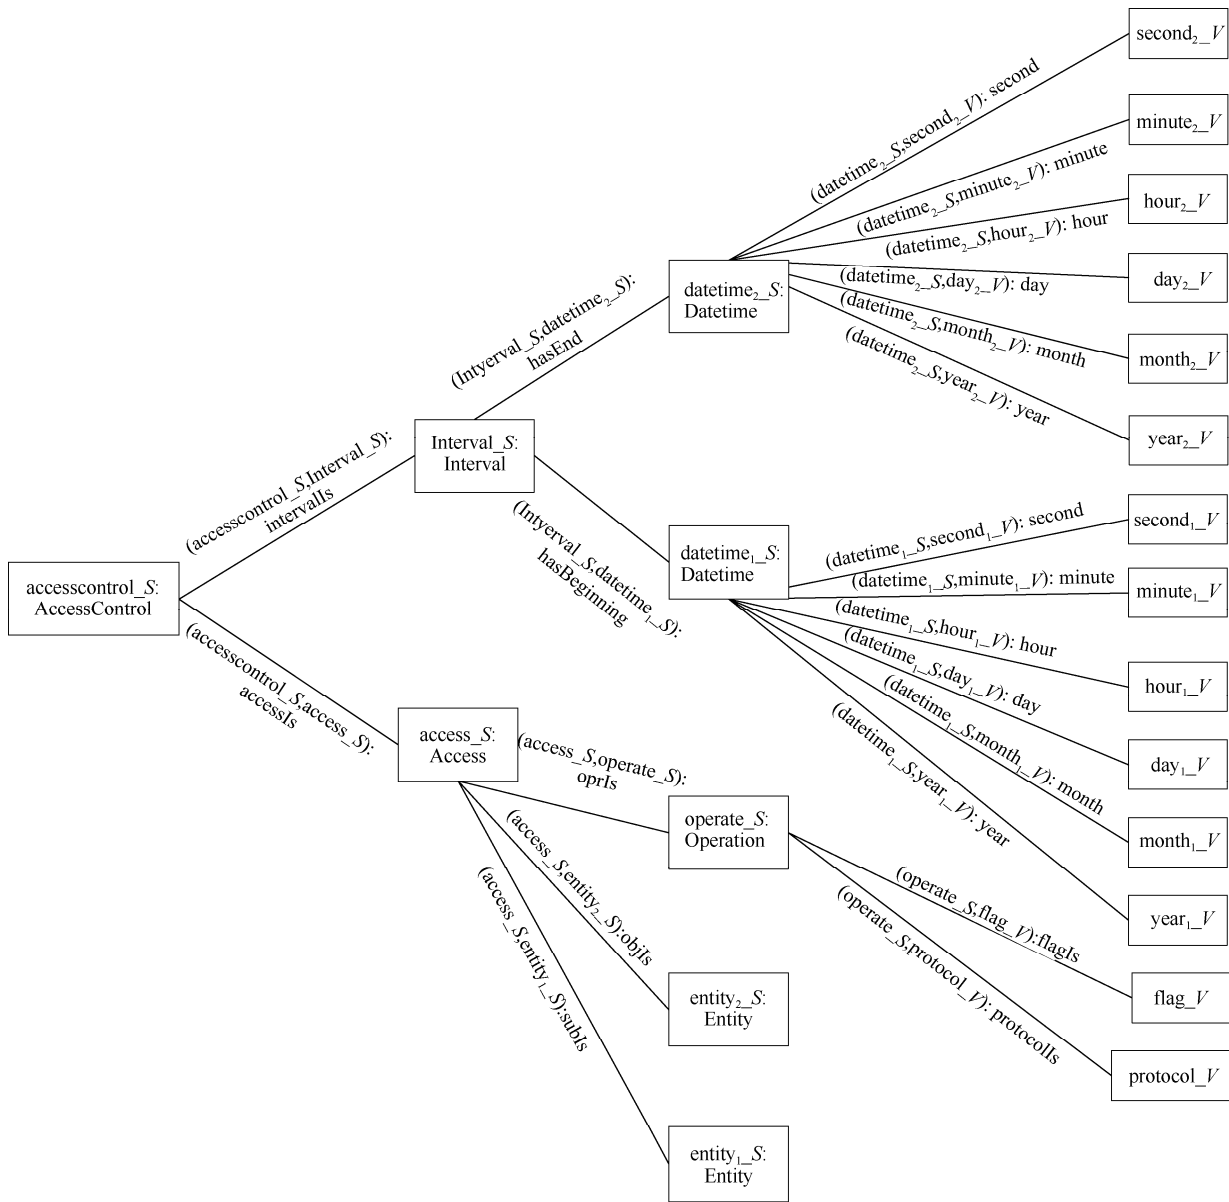 second₂_V
(datetime₂_S,second₂_V): second
minute₂_V
(datetime₂_S,minute₂_V): minute
hour₂_V
(datetime₂_S,hour₂_V): hour
datetime₂_S:
Datetime
(datetime₂_S,day₂_V): day
day₂_V
(datetime₂_S,month₂_V): month
month₂_V
(datetime₂_S,year₂_V): year
year₂_V
(Intyerval_S,datetime₂_S):
hasEnd
Interval_S:
Interval
(accesscontrol_S,Interval_S):
intervalIs
(Intyerval_S,datetime₁_S):
hasBeginning
accesscontrol_S:
AccessControl
datetime₁_S:
Datetime
(datetime₁_S,second₁_V): second
second₁_V
(datetime₁_S,minute₁_V): minute
minute₁_V
(datetime₁_S,hour₁_V): hour
hour₁_V
(datetime₁_S,day₁_V): day
day₁_V
(datetime₁_S,month₁_V): month
month₁_V
(datetime₁_S,year₁_V): year
year₁_V
(accesscontrol_S,access_S):
accessIs
access_S:
Access
(access_S,operate_S):
oprIs
operate_S:
Operation
(operate_S,flag_V):flagIs
flag_V
(operate_S,protocol_V): protocolIs
protocol_V
(access_S,entity₂_S):objIs
entity₂_S:
Entity
(access_S,entity₁_S):subIs
entity₁_S:
Entity